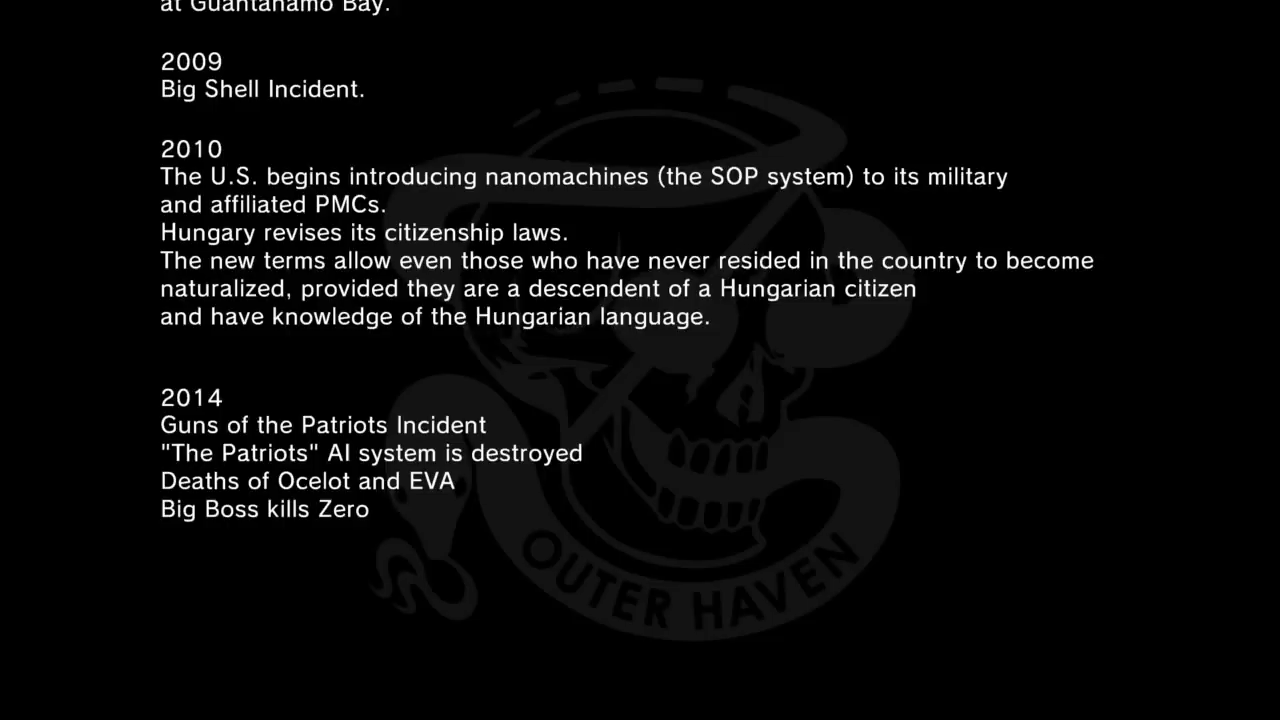 at Guantanamo Bay.
2009
Big Shell Incident.
2010
The U.S. begins introducing nanomachines (the SOP system) to its military
and affiliated PMCs.
Hungary revises its citizenship laws.
The new terms allow even those who have never resided in the country to become
naturalized, provided they are a descendent of a Hungarian citizen
and have knowledge of the Hungarian language.
2014
Guns of the Patriots Incident
"The Patriots" AI system is destroyed
Deaths of Ocelot and EVA
Big Boss kills Zero
OUTER HAVEN